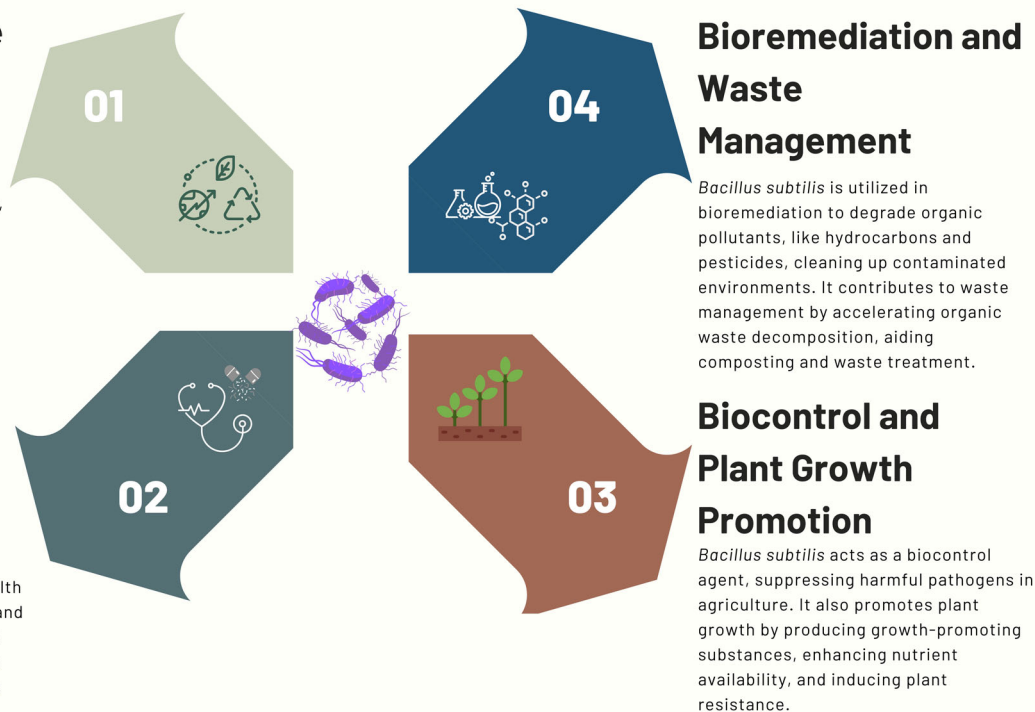 e
,
01
04
Bioremediation and
Waste
Management
Bacillus subtilis is utilized in
bioremediation to degrade organic
pollutants, like hydrocarbons and
pesticides, cleaning up contaminated
environments. It contributes to waste
management by accelerating organic
waste decomposition, aiding
composting and waste treatment.
02
lth
and
03
Biocontrol and
Plant Growth
Promotion
Bacillus subtilis acts as a biocontrol
agent, suppressing harmful pathogens in
agriculture. It also promotes plant
growth by producing growth-promoting
substances, enhancing nutrient
availability, and inducing plant
resistance.